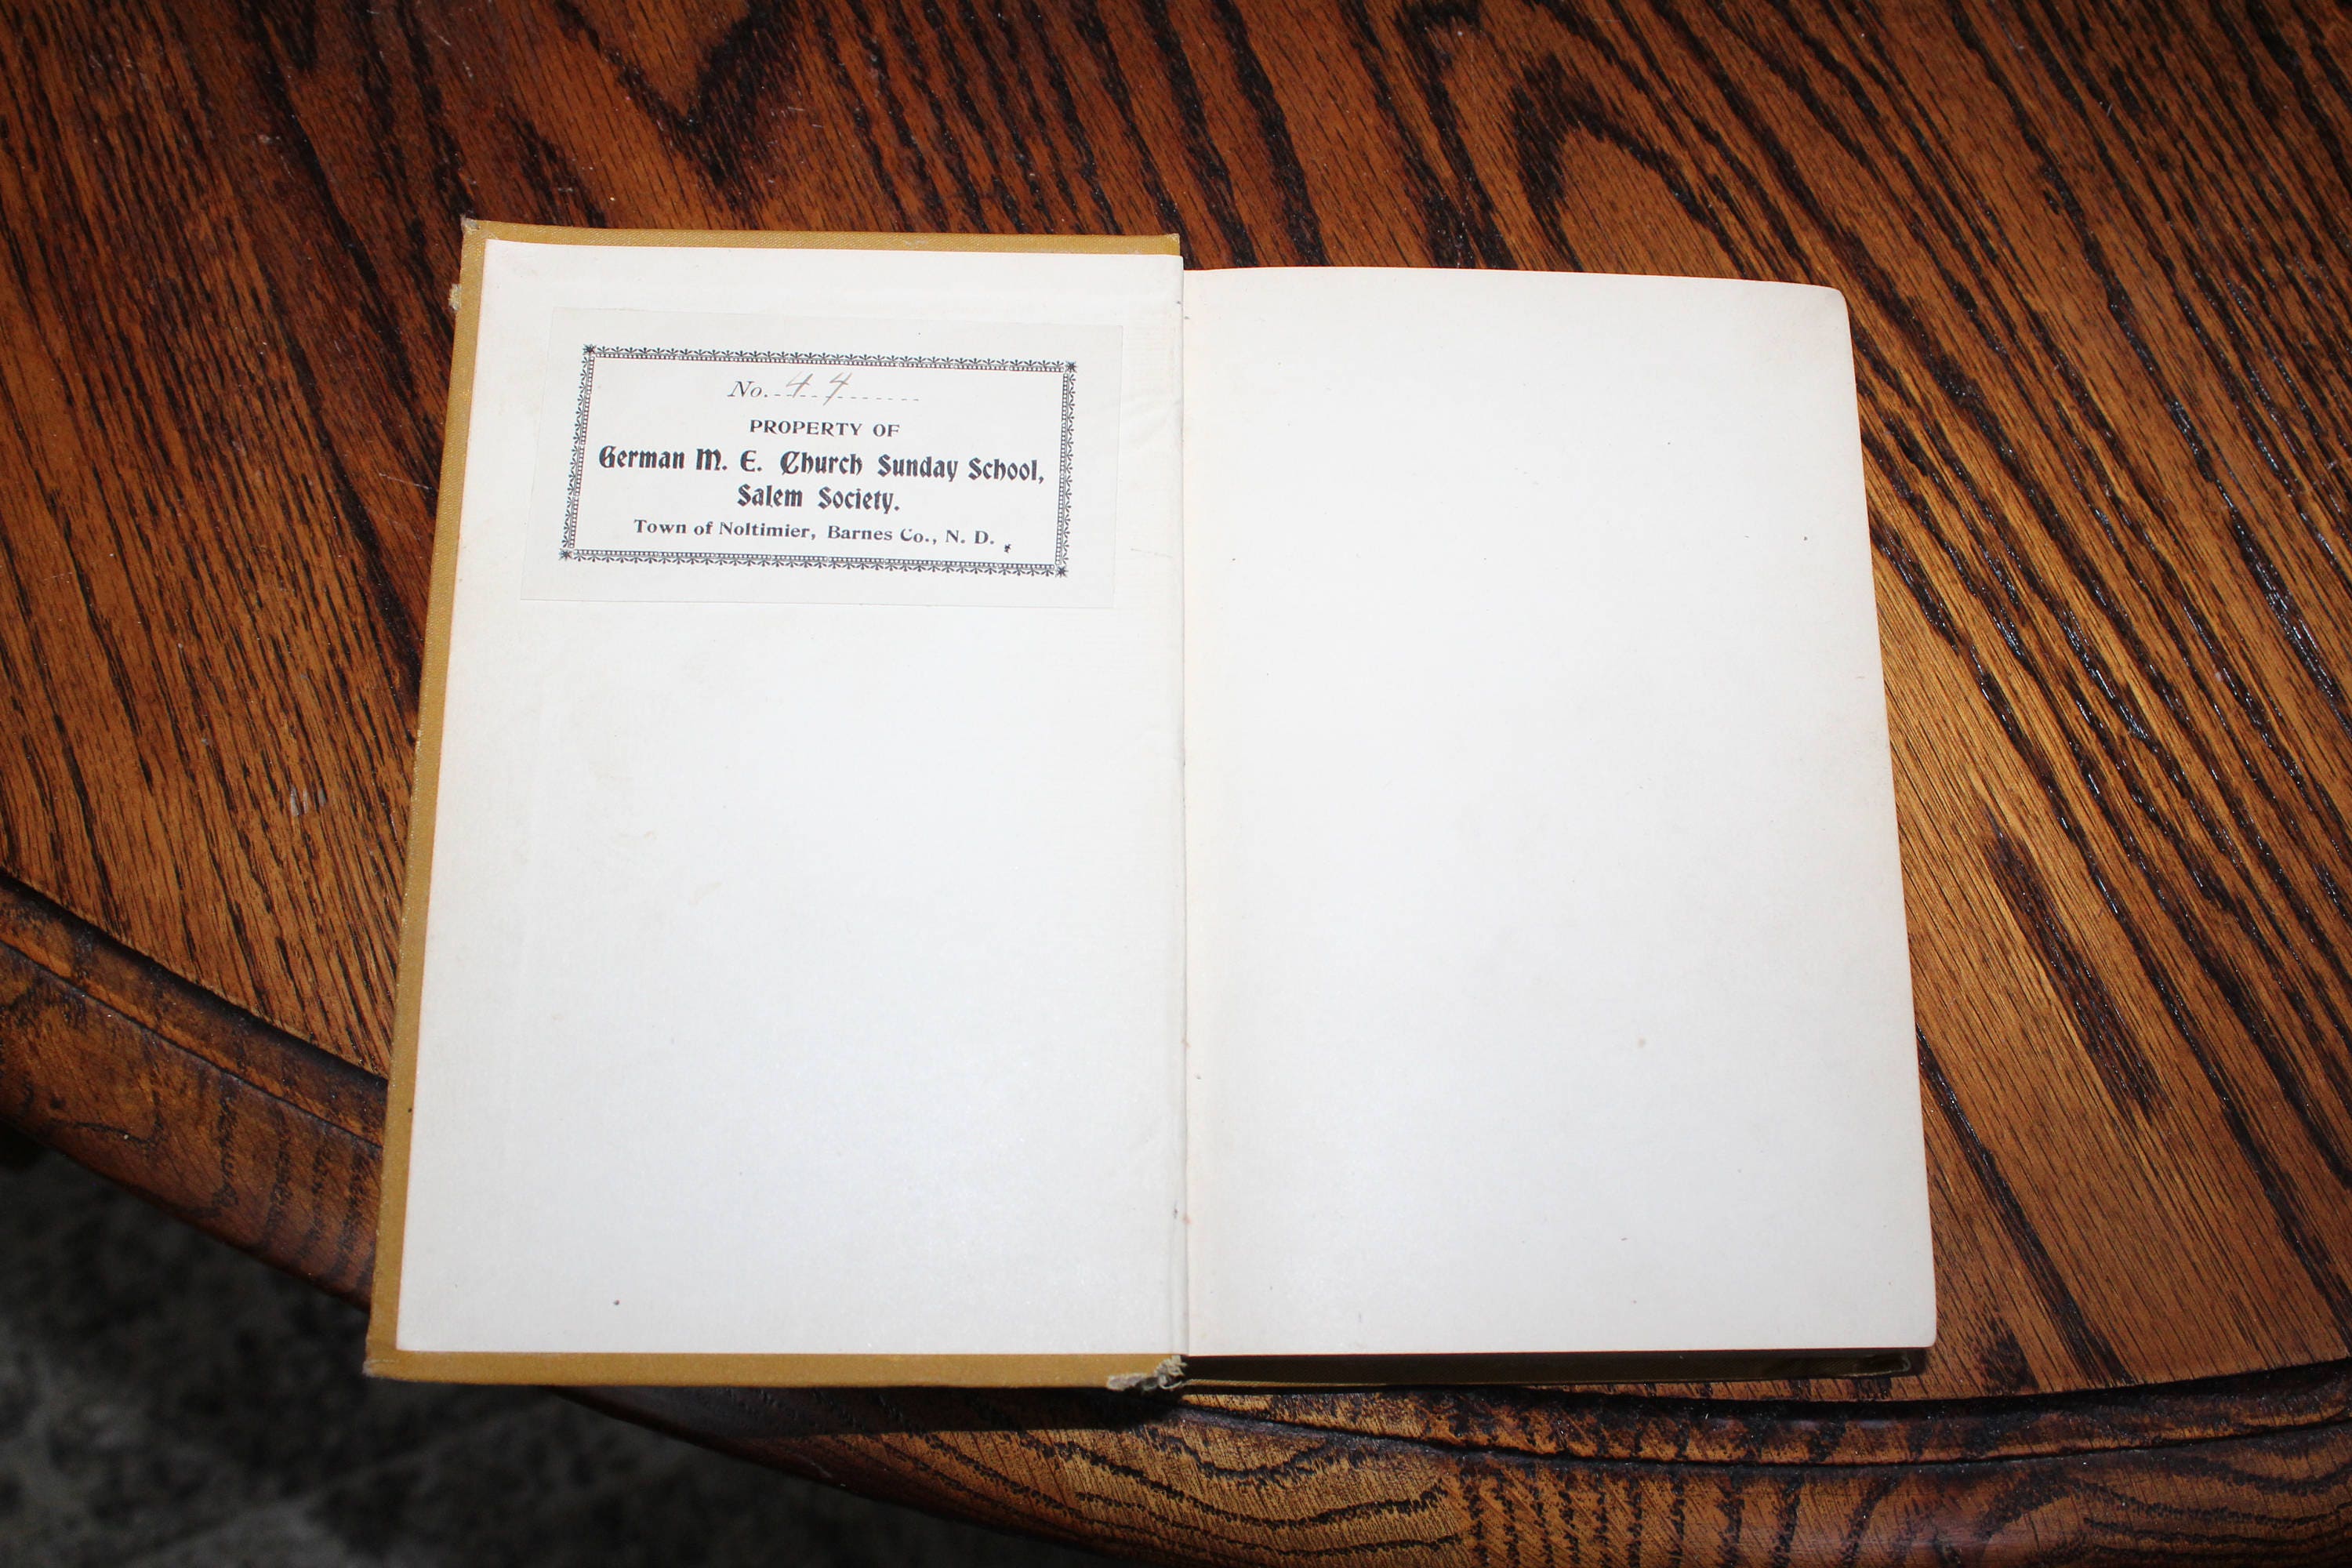 No. 44
PROPERTY OF
German M. E. Church Sunday School,
Salem Society.
Town of Noltimier, Barnes Co., N. D.